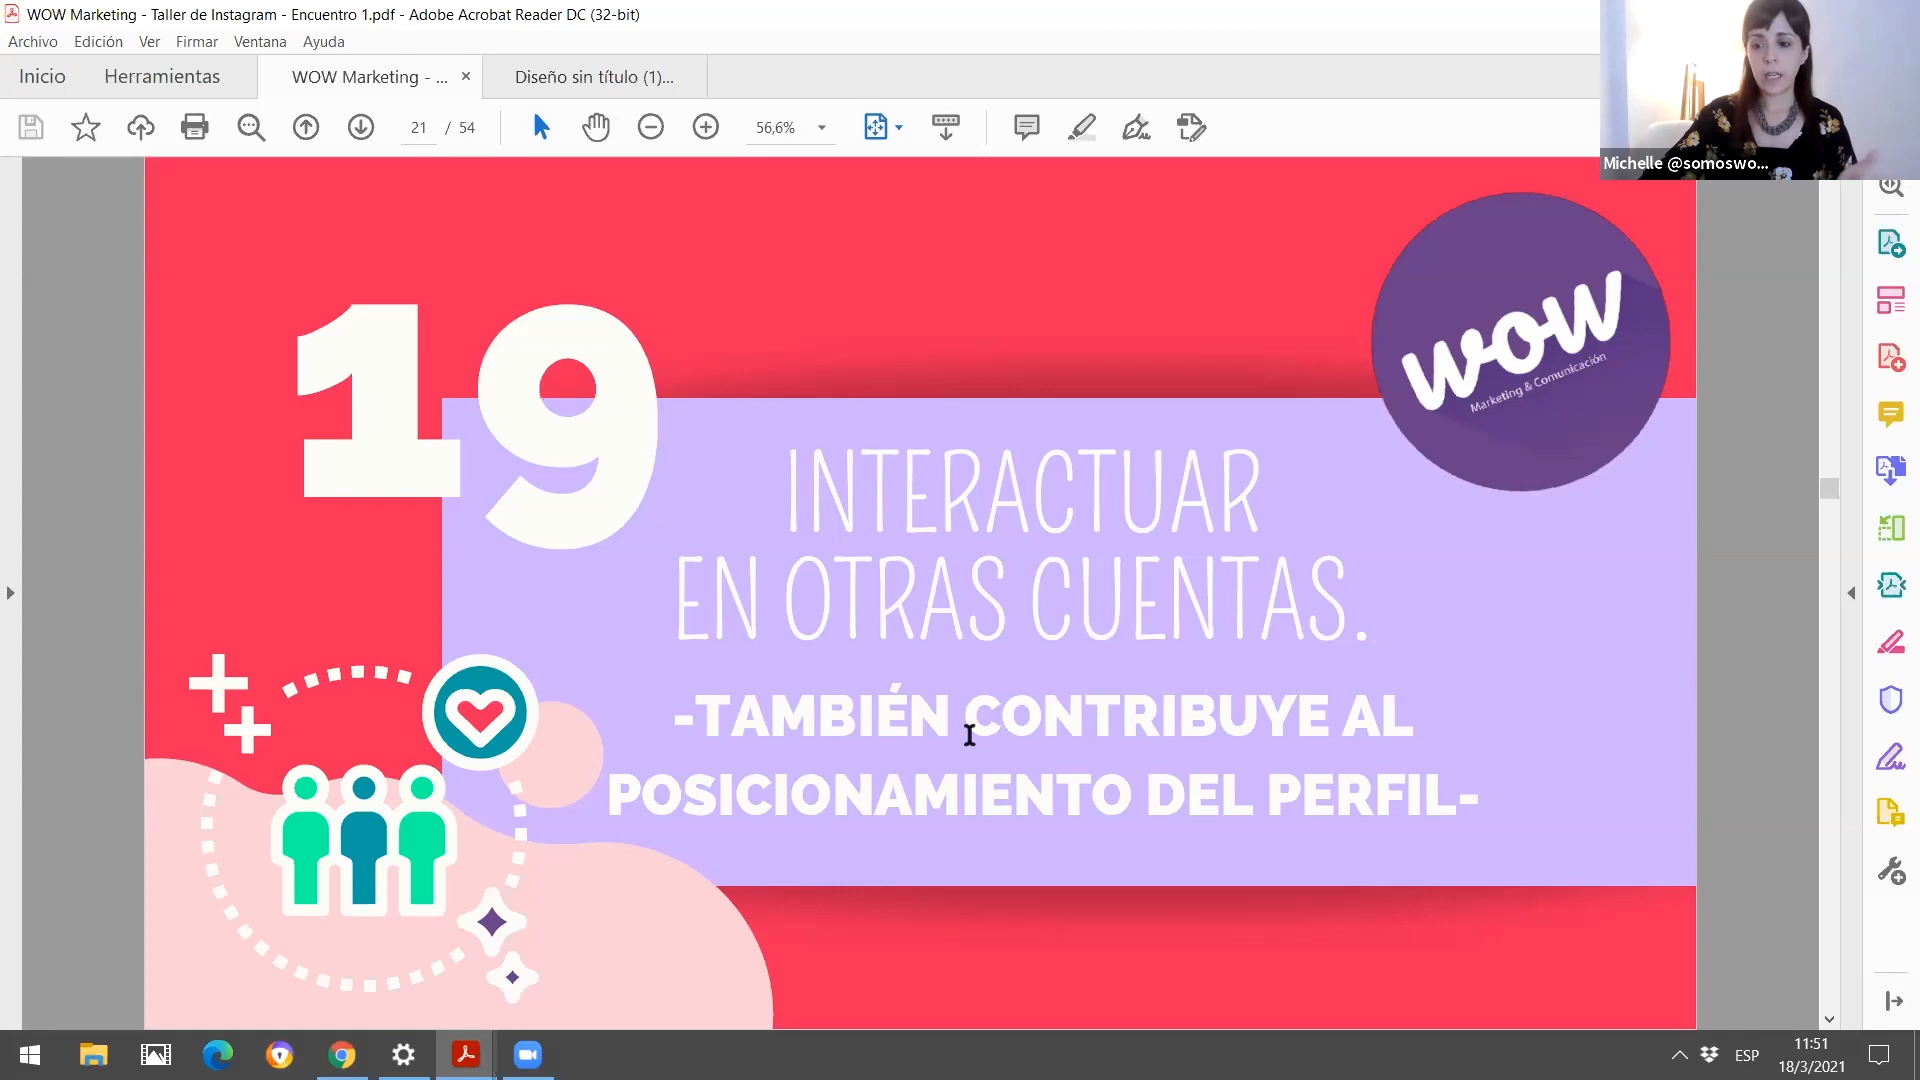 WOW Marketing - Taller de Instagram - Encuentro 1.pdf - Adobe Acrobat Reader DC (32-bit)
Archivo Edición Ver Firmar Ventana Ayuda
Inicio Herramientas WOW Marketing - ... × Diseño sin título (1)...
21 / 54 56,6%
Michelle @somoswo...
19
wow
Marketing & Comunicación
INTERACTUAR
EN OTRAS CUENTAS.
-TAMBIÉN CONTRIBUYE AL
POSICIONAMIENTO DEL PERFIL-
ESP
11:51
18/3/2021